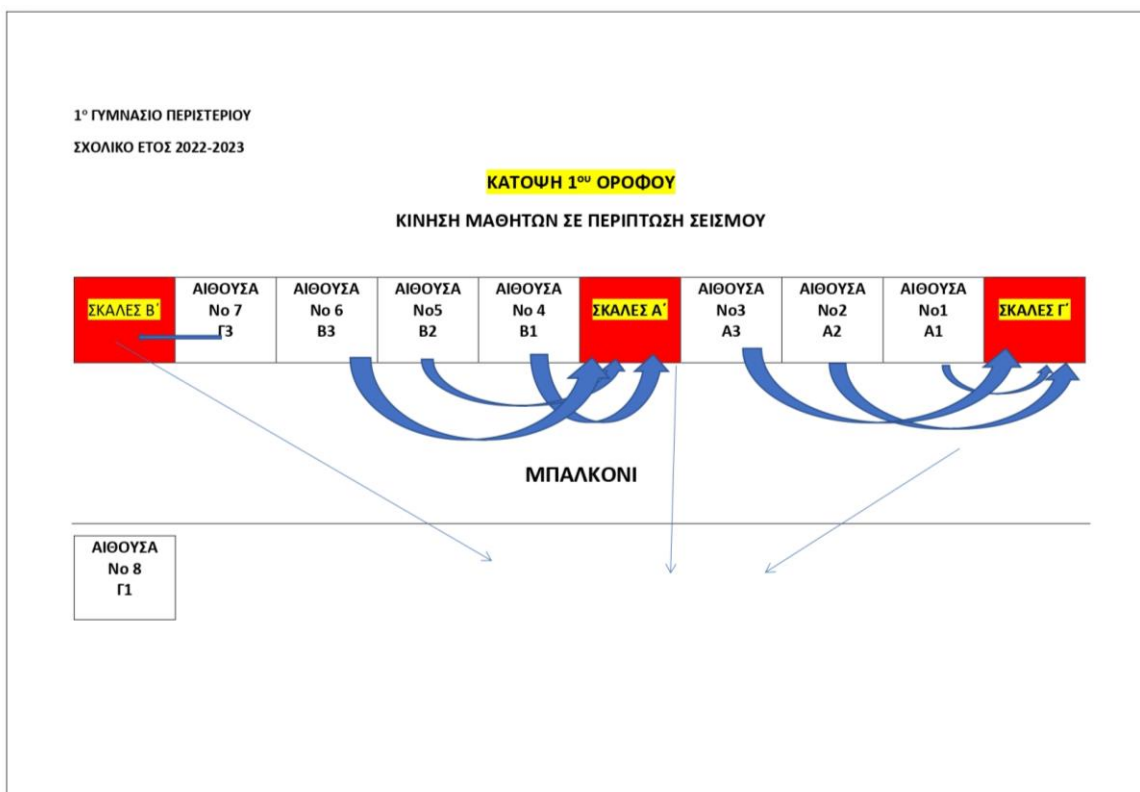 1ο ΓΥΜΝΑΣΙΟ ΠΕΡΙΣΤΕΡΙΟΥ
ΣΧΟΛΙΚΟ ΕΤΟΣ 2022-2023
ΚΑΤΟΨΗ 1ου ΟΡΟΦΟΥ
ΚΙΝΗΣΗ ΜΑΘΗΤΩΝ ΣΕ ΠΕΡΙΠΤΩΣΗ ΣΕΙΣΜΟΥ
ΣΚΑΛΕΣ Β΄
ΑΙΘΟΥΣΑ
Νο 7
Γ3
ΑΙΘΟΥΣΑ
Νο 6
Β3
ΑΙΘΟΥΣΑ
Νο5
Β2
ΑΙΘΟΥΣΑ
Νο 4
Β1
ΣΚΑΛΕΣ Α΄
ΑΙΘΟΥΣΑ
Νο3
Α3
ΑΙΘΟΥΣΑ
Νο2
Α2
ΑΙΘΟΥΣΑ
Νο1
Α1
ΣΚΑΛΕΣ Γ΄
ΜΠΑΛΚΟΝΙ
ΑΙΘΟΥΣΑ
Νο 8
Γ1